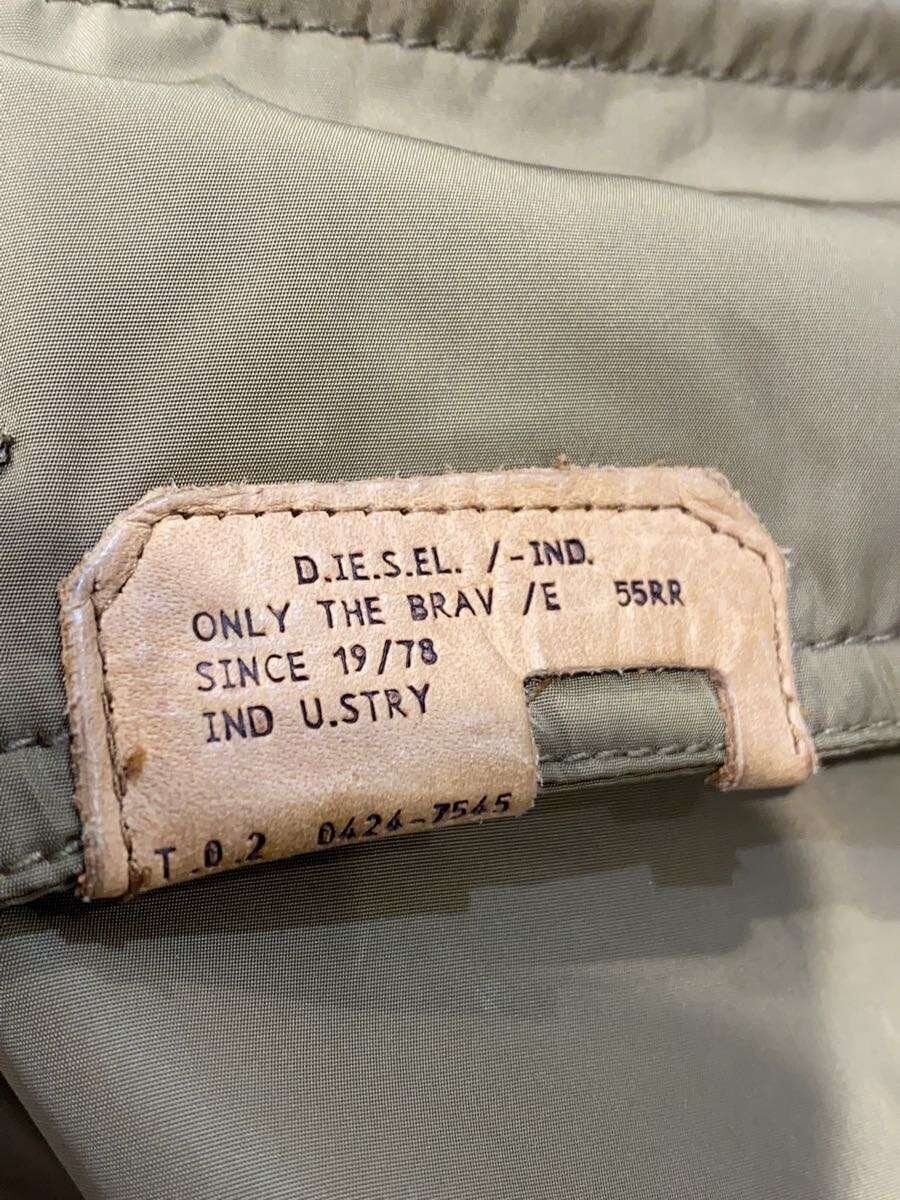 D.IE.S.EL. /-IND.
ONLY THE BRAV /E 55RR
SINCE 19/78
IND U.STRY
T.0.2 0424-7545